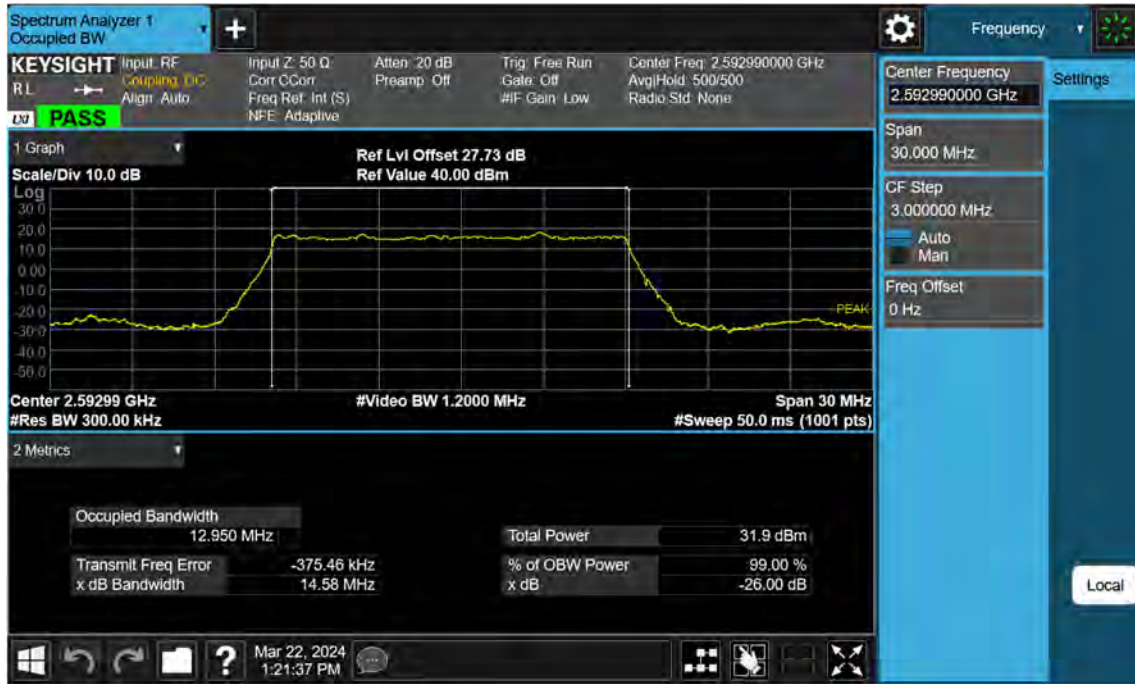 Spectrum Analyzer 1
Occupied BW
+
Frequency
KEYSIGHT
RL
LXI
PASS
Input: RF
Coupling: DC
Align: Auto
Input Z: 50 Ω
Corr CCorr
Freq Ref: Int (S)
NFE: Adaptive
Atten: 20 dB
Preamp: Off
Trig: Free Run
Gate: Off
#IF Gain: Low
Center Freq: 2.592990000 GHz
Avg|Hold: 500/500
Radio Std: None
Center Frequency
2.592990000 GHz
Settings
Span
30.000 MHz
CF Step
3.000000 MHz
Auto
Man
Freq Offset
0 Hz
1 Graph
Scale/Div 10.0 dB
Ref Lvl Offset 27.73 dB
Ref Value 40.00 dBm
Log
30.0
20.0
10.0
0.00
-10.0
-20.0
-30.0
-40.0
-50.0
PEAK
Center 2.59299 GHz
#Video BW 1.2000 MHz
Span 30 MHz
#Res BW 300.00 kHz
#Sweep 50.0 ms (1001 pts)
2 Metrics
Occupied Bandwidth
12.950 MHz
Total Power 31.9 dBm
Transmit Freq Error -375.46 kHz
% of OBW Power 99.00 %
x dB Bandwidth 14.58 MHz
x dB -26.00 dB
Local
?
Mar 22, 2024
1:21:37 PM